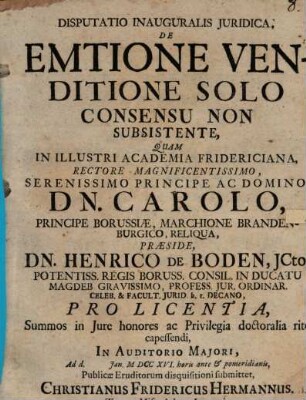 8.
DISPUTATIO INAUGURALIS JURIDICA,
DE
EMTIONE VEN-
DITIONE SOLO
CONSENSU NON
SUBSISTENTE,
QUAM
IN ILLUSTRI ACADEMIA FRIDERICIANA,
RECTORE MAGNIFICENTISSIMO,
SERENISSIMO PRINCIPE AC DOMINO
DN. CAROLO,
PRINCIPE BORUSSIÆ, MARCHIONE BRANDE-
BURGICO, RELIQUA,
PRÆSIDE,
DN. HENRICO DE BODEN, JCto
POTENTISS. REGIS BORUSS. CONSIL. IN DUCATU
MAGDEB. GRAVISSIMO, PROFESS. JUR. ORDINAR.
CELEB. & FACULT. JURID. h. t. DECANO,
PRO LICENTIA,
Summos in Jure honores ac Privilegia doctoralia rite
capessendi,
IN AUDITORIO MAJORI,
Ad d. Jan. M DCC XVI. horis ante & pomeridianis,
Publicæ Eruditorum disquisitioni submittet,
CHRISTIANUS FRIDERICUS HERMANNUS.